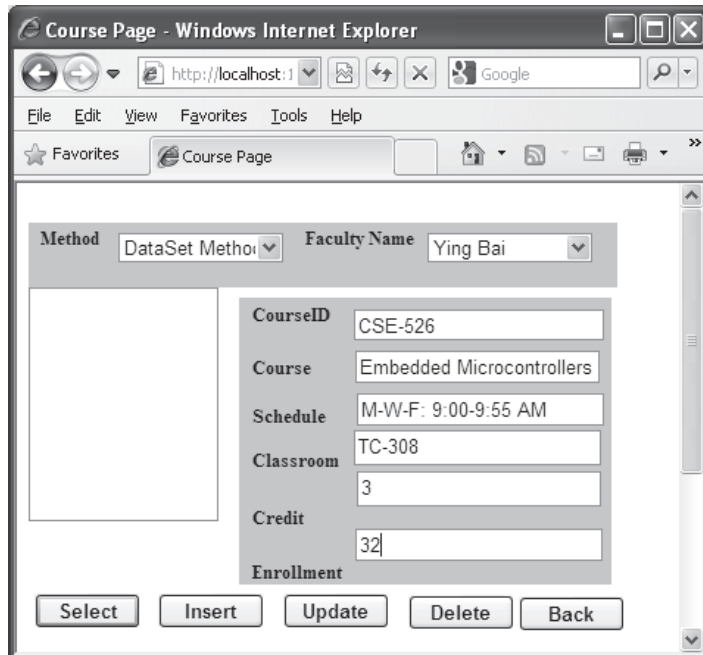 Course Page - Windows Internet Explorer
http://localhost:1
Google
File Edit View Favorites Tools Help
Favorites
Course Page
»
Method
DataSet Metho
Faculty Name
Ying Bai
CourseID
CSE-526
Course
Embedded Microcontrollers
Schedule
M-W-F: 9:00-9:55 AM
Classroom
TC-308
Credit
3
Enrollment
32
Select Insert Update Delete Back